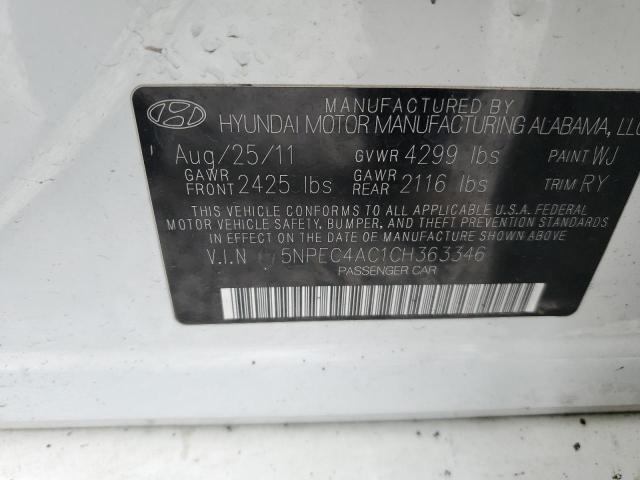 MANUFACTURED BY
HYUNDAI MOTOR MANUFACTURING ALABAMA, LLC
Aug/25/11 GVWR 4299 lbs PAINT WJ
GAWR FRONT 2425 lbs GAWR REAR 2116 lbs TRIM RY
THIS VEHICLE CONFORMS TO ALL APPLICABLE U.S.A. FEDERAL
MOTOR VEHICLE SAFETY, BUMPER, AND THEFT PREVENTION STANDARDS
IN EFFECT ON THE DATE OF MANUFACTURE SHOWN ABOVE.
V.I.N 5NPEC4AC1CH363346
PASSENGER CAR